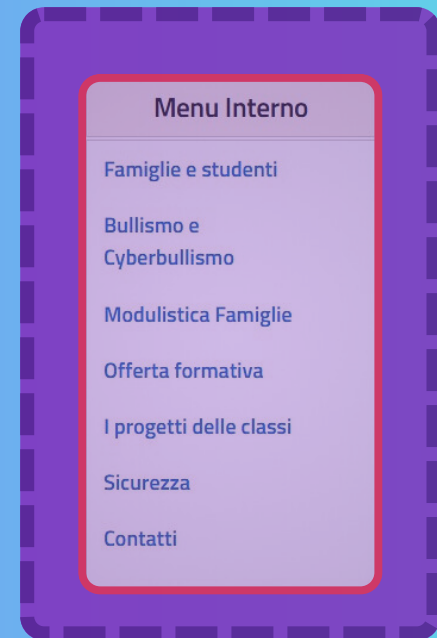 Menu Interno
Famiglie e studenti
Bullismo e
Cyberbullismo
Modulistica Famiglie
Offerta formativa
I progetti delle classi
Sicurezza
Contatti